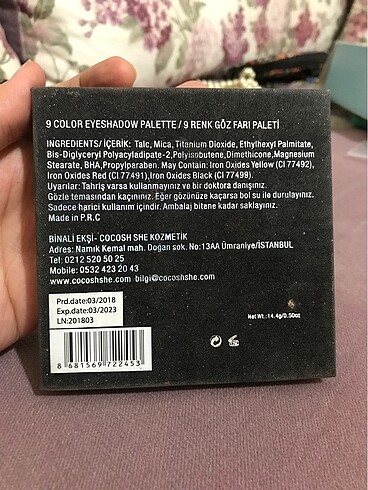 9 COLOR EYESHADOW PALETTE/ 9 RENK GÖZ FARI PALETİ
INGREDIENTS/ İÇERİK: Talc, Mica, Titanium Dioxide, Ethylhexyl Palmitate,
Bis-Diglyceryl Polyacyladipate-2,Polyisobutene,Dimethicone,Magnesium
Stearate, BHA,Propylparaben. May Contain: Iron Oxides Yellow (CI 77492),
Iron Oxides Red (CI 77491),Iron Oxides Black (CI 77499).
Uyarılar: Tahriş varsa kullanmayınız ve bir doktora danışınız.
Gözle temasından kaçınınız. Eğer gözünüze kaçarsa bol su ile durulayınız.
Sadece harici kullanım içindir. Ambalaj bitene kadar saklayınız.
Made in P.R.C
BİNALİ EKŞİ- COCOSH SHE KOZMETİK
Adres: Namık Kemal mah. Doğan sok. No:13AA Ümraniye/İSTANBUL
Tel: 0212 520 50 25
Mobile: 0532 423 20 43
www.cocoshshe.com bilgi@cocoshshe.com
Prd.date:03/2018
Exp.date:03/2023
LN:201803
Net Wt.:14.4g/0.50oz
8 681569 722453